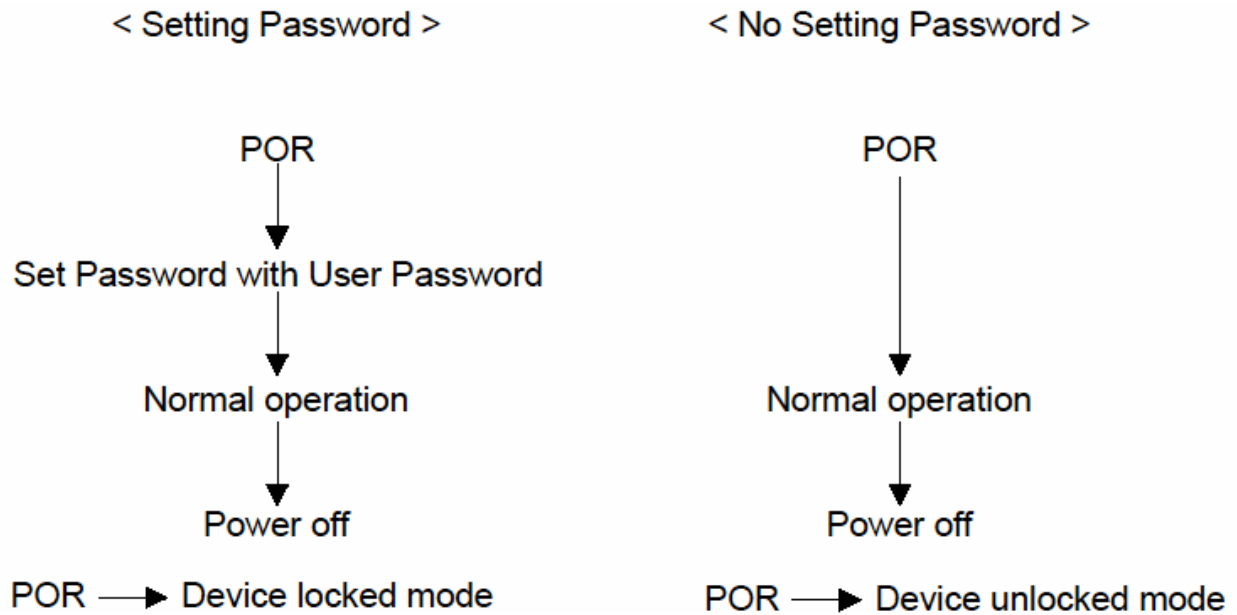 < Setting Password >
POR
Set Password with User Password
Normal operation
Power off
POR Device locked mode
< No Setting Password >
POR
Normal operation
Power off
POR Device unlocked mode